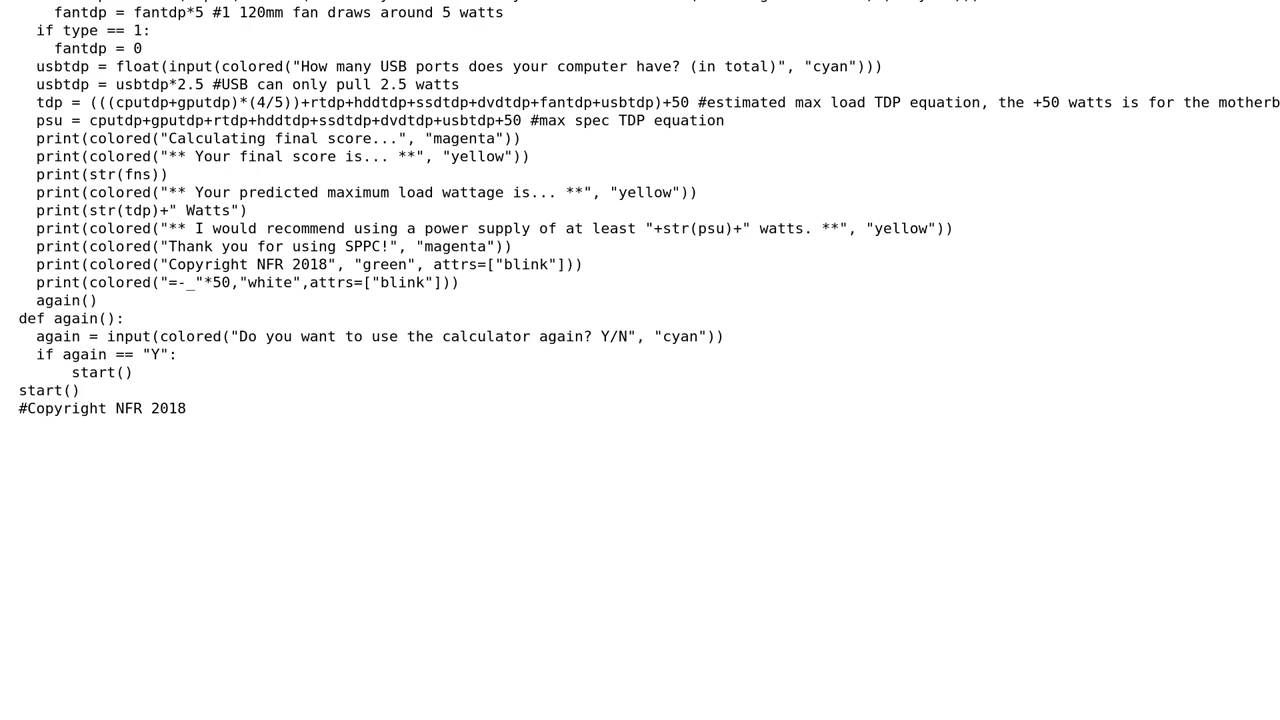 fantdp = fantdp*5 #1 120mm fan draws around 5 watts
if type == 1:
fantdp = 0
usbtdp = float(input(colored("How many USB ports does your computer have? (in total)", "cyan")))
usbtdp = usbtdp*2.5 #USB can only pull 2.5 watts
tdp = (((cputdp+gputdp)*(4/5))+rtdp+hddtdp+ssdtdp+dvdtdp+fantdp+usbtdp)+50 #estimated max load TDP equation, the +50 watts is for the motherb
psu = cputdp+gputdp+rtdp+hddtdp+ssdtdp+dvdtdp+usbtdp+50 #max spec TDP equation
print(colored("Calculating final score...", "magenta"))
print(colored("** Your final score is... **", "yellow"))
print(str(fns))
print(colored("** Your predicted maximum load wattage is... **", "yellow"))
print(str(tdp)+" Watts")
print(colored("** I would recommend using a power supply of at least "+str(psu)+" watts. **", "yellow"))
print(colored("Thank you for using SPPC!", "magenta"))
print(colored("Copyright NFR 2018", "green", attrs=["blink"]))
print(colored("=-_"*50,"white",attrs=["blink"]))
again()
def again():
again = input(colored("Do you want to use the calculator again? Y/N", "cyan"))
if again == "Y":
start()
start()
#Copyright NFR 2018